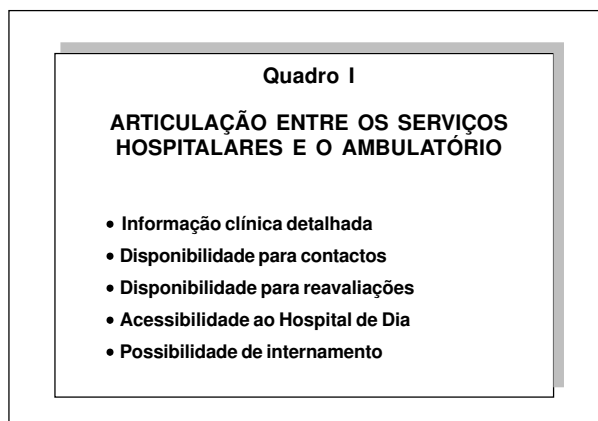 Quadro I
ARTICULAÇÃO ENTRE OS SERVIÇOS
HOSPITALARES E O AMBULATÓRIO
• Informação clínica detalhada
• Disponibilidade para contactos
• Disponibilidade para reavaliações
• Acessibilidade ao Hospital de Dia
• Possibilidade de internamento